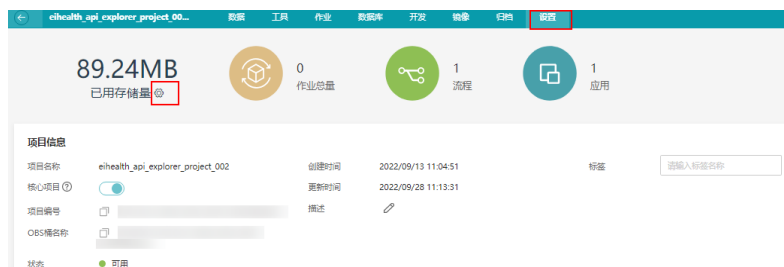 eihealth_api_explorer_project_00... 数据 工具 作业 数据库 开发 镜像 归档 设置
89.24MB
已用存储量
0
作业总量
1
流程
1
应用
项目信息
项目名称 eihealth_api_explorer_project_002 创建时间 2022/09/13 11:04:51 标签 请输入标签名称
核心项目 更新时间 2022/09/28 11:13:31
项目编号 描述
OBS桶名称
状态 可用